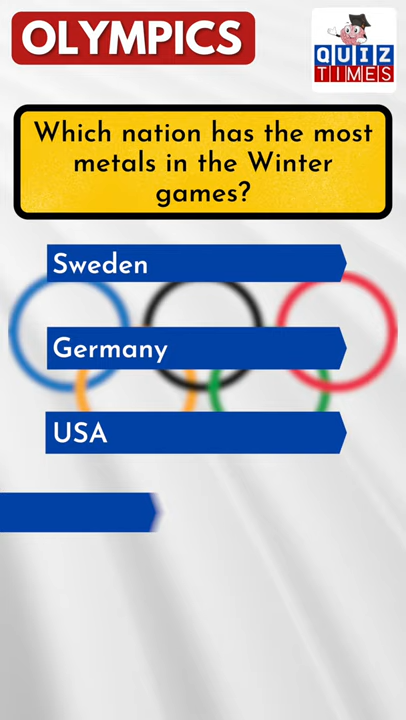 OLYMPICS
QUIZ
TIMES
Which nation has the most
metals in the Winter
games?
Sweden
Germany
USA